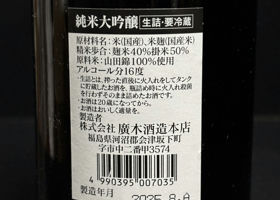 純米大吟醸 生詰・要冷蔵
原材料名:米(国産)、米麹(国産米)
精米歩合:麹米40%掛米50%
原料米:山田錦100%使用
アルコール分16度
・生詰とは、搾った直後に火入れをしてタンク
に貯蔵したお酒を、瓶詰め時に火入れ殺菌
を行わずそのまま詰めたお酒です。
・お酒は20歳になってから。
・お酒はおいしく適量を。
製造者
株式会社 廣木酒造本店
福島県河沼郡会津坂下町
字市中二番甲3574
4 990395 007035
製造年月 2025.8.A